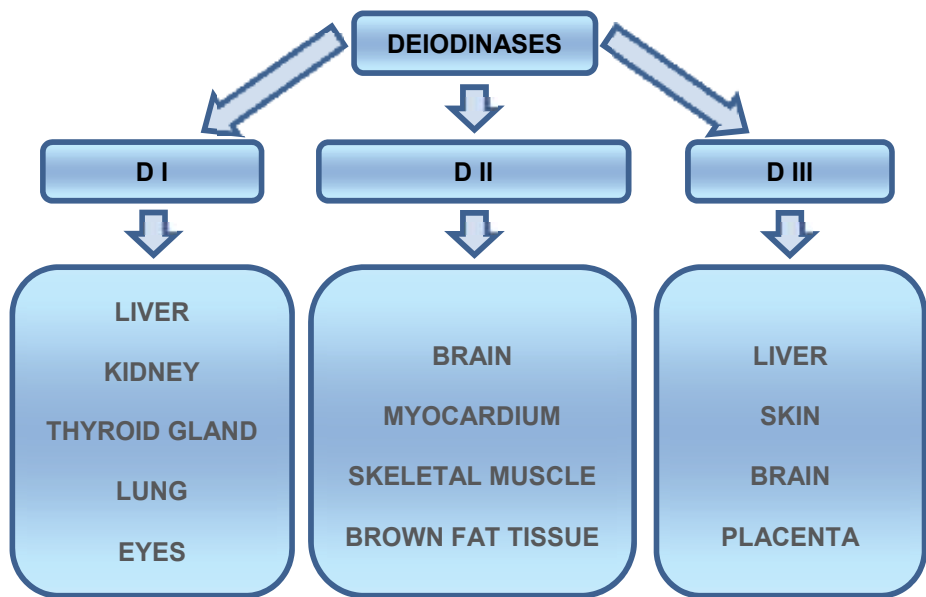 DEIODINASES
D I
D II
D III
LIVER
KIDNEY
THYROID GLAND
LUNG
EYES
BRAIN
MYOCARDIUM
SKELETAL MUSCLE
BROWN FAT TISSUE
LIVER
SKIN
BRAIN
PLACENTA